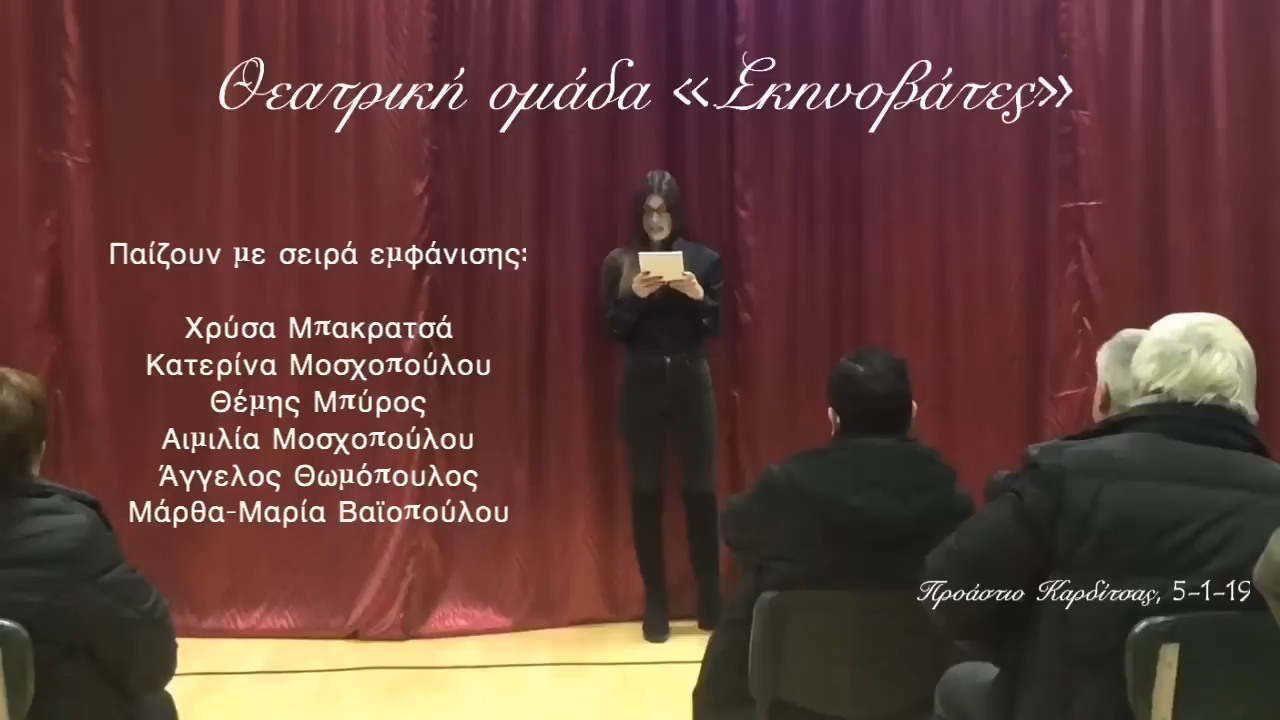 Θεατρική ομάδα «Σκηνοβάτες»
Παίζουν με σειρά εμφάνισης:
Χρύσα Μπακρατσά
Κατερίνα Μοσχοπούλου
Θέμης Μπύρος
Αιμιλία Μοσχοπούλου
Άγγελος Θωμόπουλος
Μάρθα-Μαρία Βαϊοπούλου
Προάστιο Καρδίτσας, 5-1-19